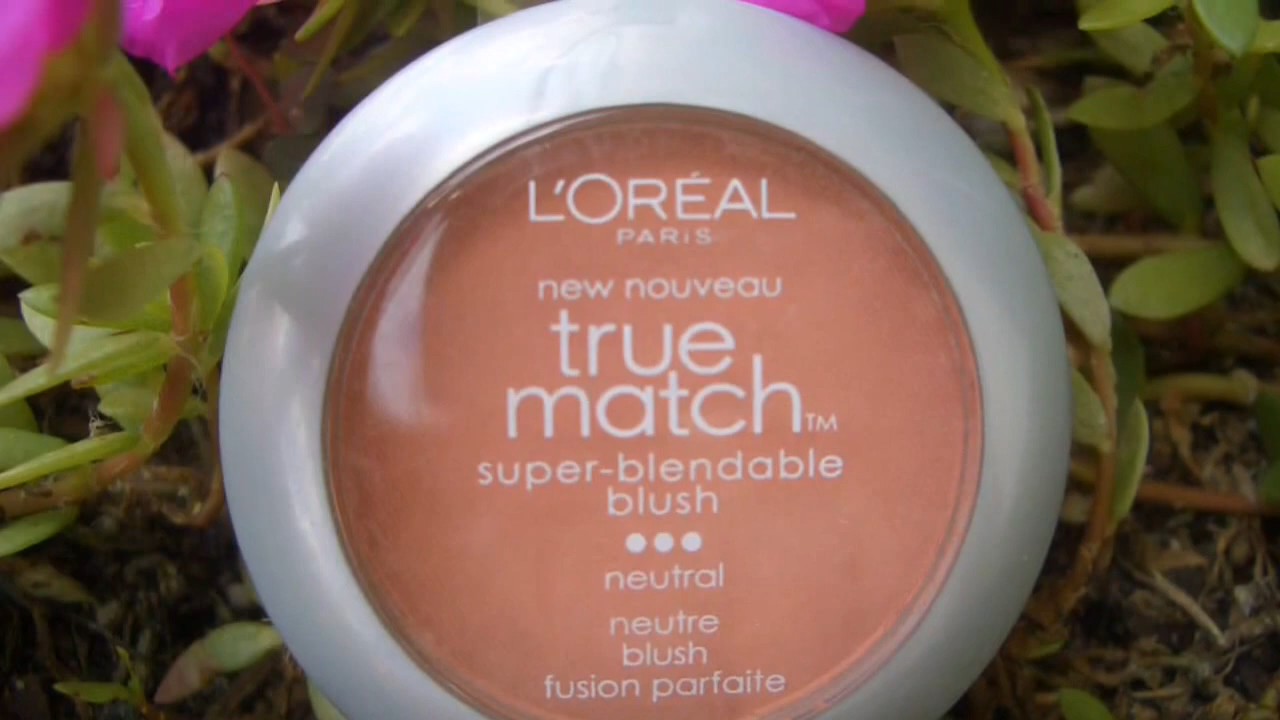 L'ORÉAL
PARIS
new nouveau
true
match™
super-blendable
blush
neutral
neutre
blush
fusion parfaite